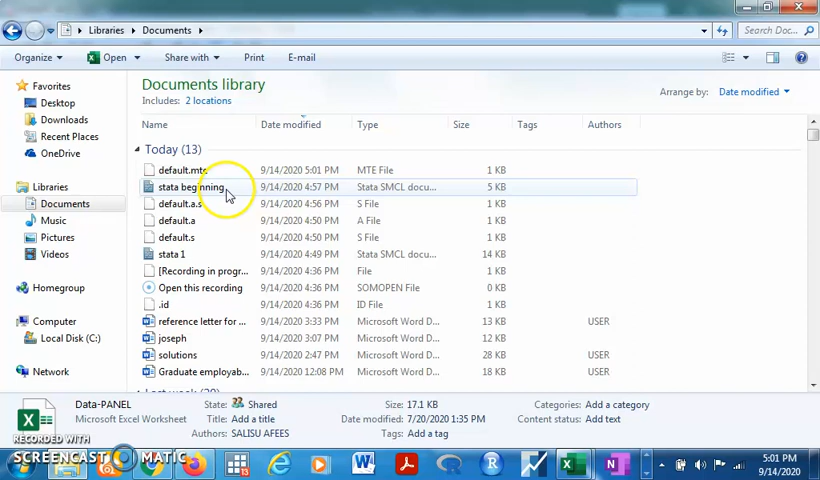 Libraries Documents
Search Doc...
Organize Open Share with Print E-mail
Favorites
Desktop
Downloads
Recent Places
OneDrive
Libraries
Documents
Music
Pictures
Videos
Homegroup
Computer
Local Disk (C:)
Network
Documents library
Includes: 2 locations
Arrange by: Date modified
Name Date modified Type Size Tags Authors
Today (13)
default.mte 9/14/2020 5:01 PM MTE File 1 KB
stata beginning 9/14/2020 4:57 PM Stata SMCL docu... 5 KB
default.a.s 9/14/2020 4:56 PM S File 1 KB
default.a 9/14/2020 4:50 PM A File 1 KB
default.s 9/14/2020 4:50 PM S File 1 KB
stata 1 9/14/2020 4:49 PM Stata SMCL docu... 14 KB
[Recording in progr... 9/14/2020 4:36 PM File 1 KB
Open this recording 9/14/2020 4:36 PM SOMOPEN File 0 KB
.id 9/14/2020 4:36 PM ID File 1 KB
reference letter for ... 9/14/2020 3:33 PM Microsoft Word D... 13 KB USER
joseph 9/14/2020 3:07 PM Microsoft Word D... 12 KB
solutions 9/14/2020 2:47 PM Microsoft Word D... 28 KB USER
Graduate employab... 9/14/2020 12:08 PM Microsoft Word D... 18 KB USER
Data-PANEL State: Shared Size: 17.1 KB Categories: Add a category
Microsoft Excel Worksheet Title: Add a title Date modified: 7/20/2020 1:35 PM Content status: Add text
Authors: SALISU AFEES Tags: Add a tag
RECORDED WITH
SCREENCAST MATIC
13
5:01 PM
9/14/2020